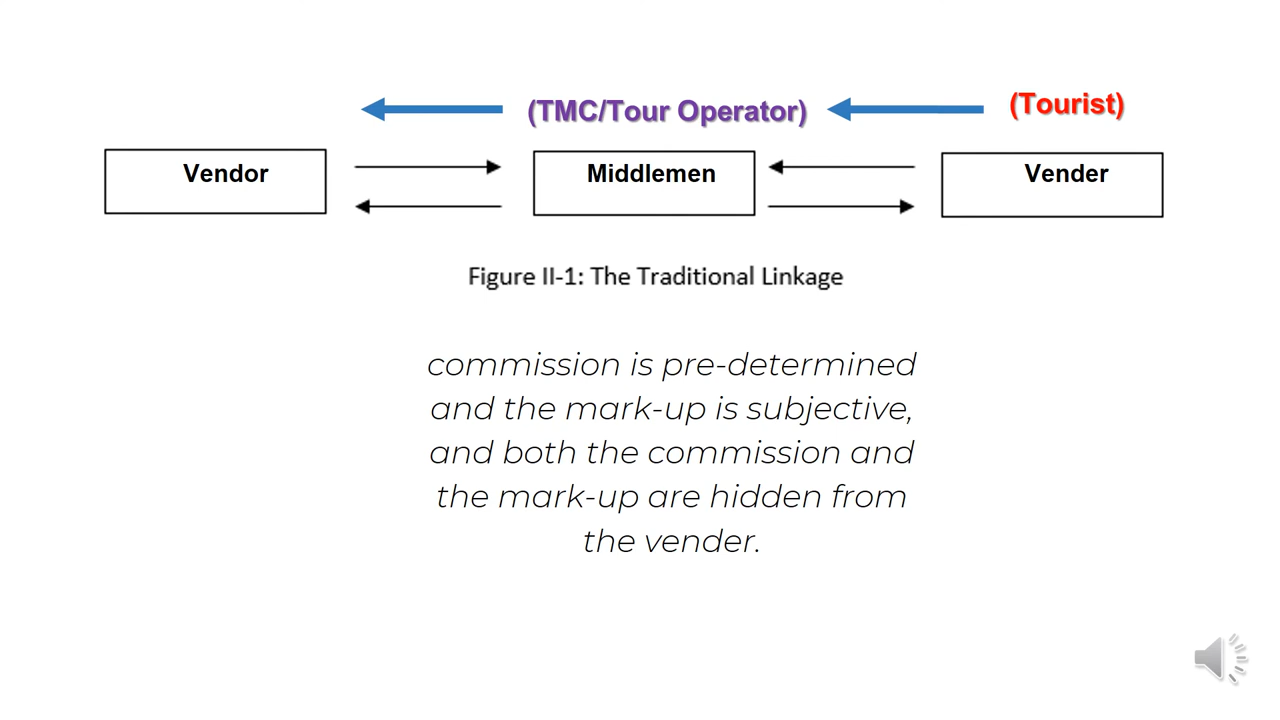 (TMC/Tour Operator)
(Tourist)
Vendor
Middlemen
Vender
Figure II-1: The Traditional Linkage
commission is pre-determined
and the mark-up is subjective,
and both the commission and
the mark-up are hidden from
the vender.